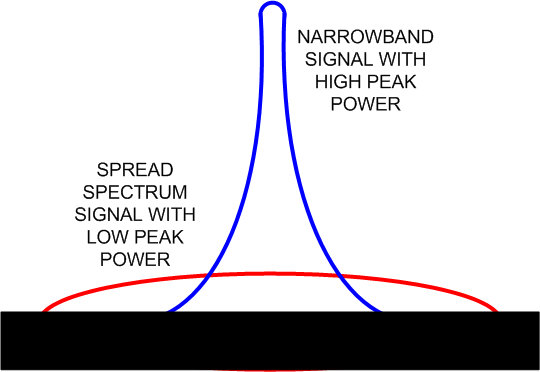 NARROWBAND
SIGNAL WITH
HIGH PEAK
POWER
SPREAD
SPECTRUM
SIGNAL WITH
LOW PEAK
POWER